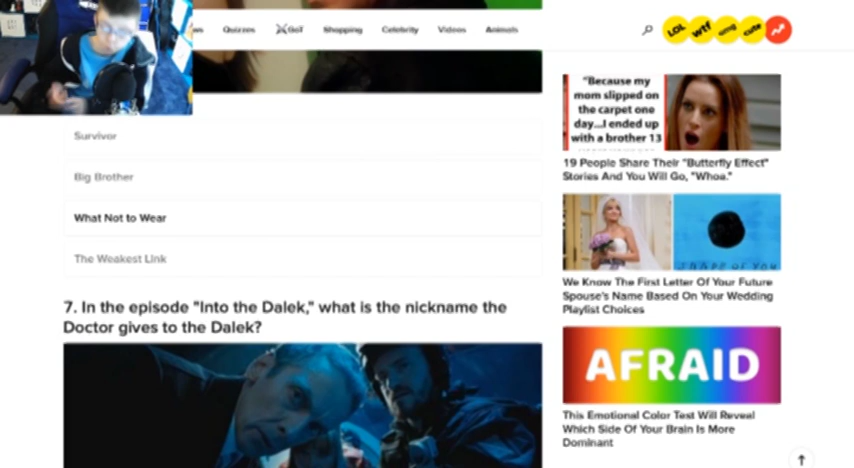 Quizzes
GoT
Shopping
Celebrity
Videos
Animals
LOL
wtf
omg
cute
Survivor
Big Brother
What Not to Wear
The Weakest Link
7. In the episode "Into the Dalek," what is the nickname the
Doctor gives to the Dalek?
"Because my
mom slipped on
the carpet one
day...I ended up
with a brother 13
19 People Share Their "Butterfly Effect"
Stories And You Will Go, "Whoa."
SHAPE OF YOU
We Know The First Letter Of Your Future
Spouse's Name Based On Your Wedding
Playlist Choices
AFRAID
This Emotional Color Test Will Reveal
Which Side Of Your Brain Is More
Dominant